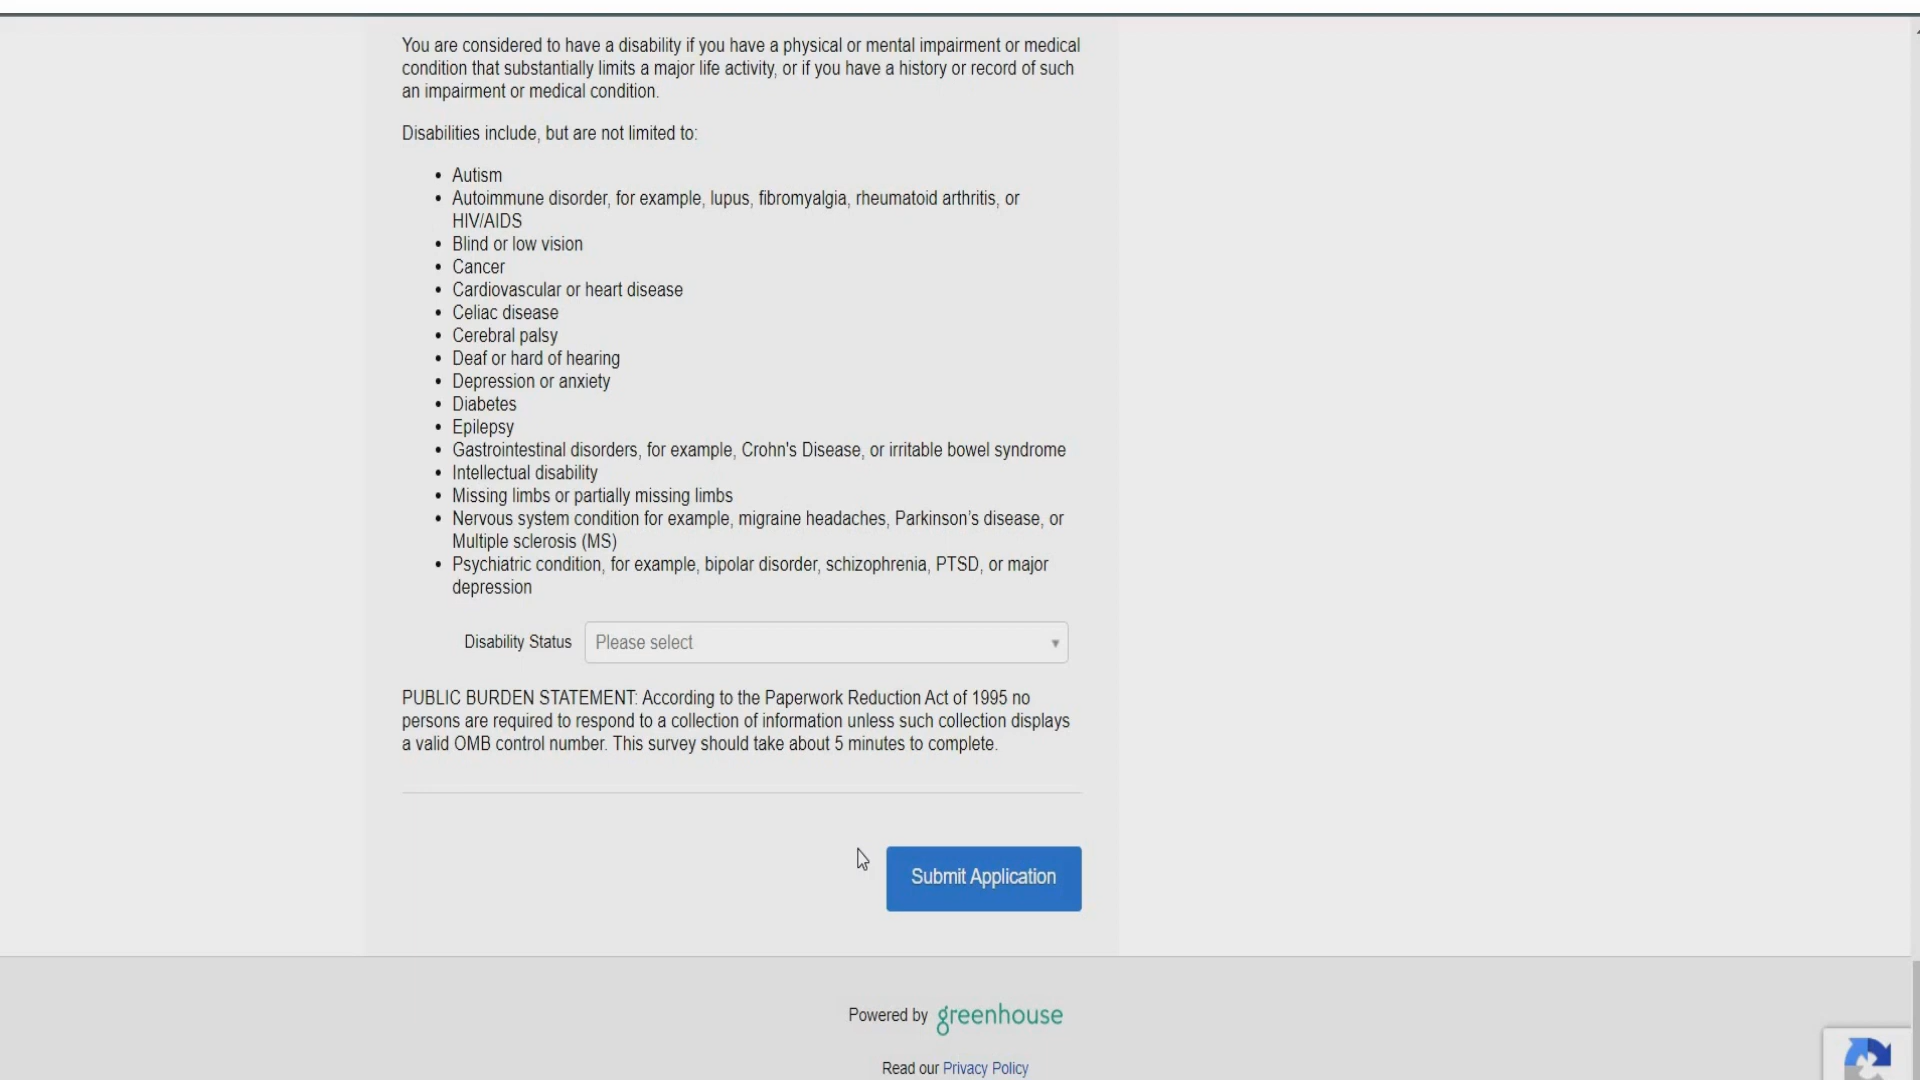 You are considered to have a disability if you have a physical or mental impairment or medical
condition that substantially limits a major life activity, or if you have a history or record of such
an impairment or medical condition.
Disabilities include, but are not limited to:
• Autism
• Autoimmune disorder, for example, lupus, fibromyalgia, rheumatoid arthritis, or
HIV/AIDS
• Blind or low vision
• Cancer
• Cardiovascular or heart disease
• Celiac disease
• Cerebral palsy
• Deaf or hard of hearing
• Depression or anxiety
• Diabetes
• Epilepsy
• Gastrointestinal disorders, for example, Crohn's Disease, or irritable bowel syndrome
• Intellectual disability
• Missing limbs or partially missing limbs
• Nervous system condition for example, migraine headaches, Parkinson’s disease, or
Multiple sclerosis (MS)
• Psychiatric condition, for example, bipolar disorder, schizophrenia, PTSD, or major
depression
Disability Status Please select
PUBLIC BURDEN STATEMENT: According to the Paperwork Reduction Act of 1995 no
persons are required to respond to a collection of information unless such collection displays
a valid OMB control number. This survey should take about 5 minutes to complete.
Submit Application
Powered by greenhouse
Read our Privacy Policy